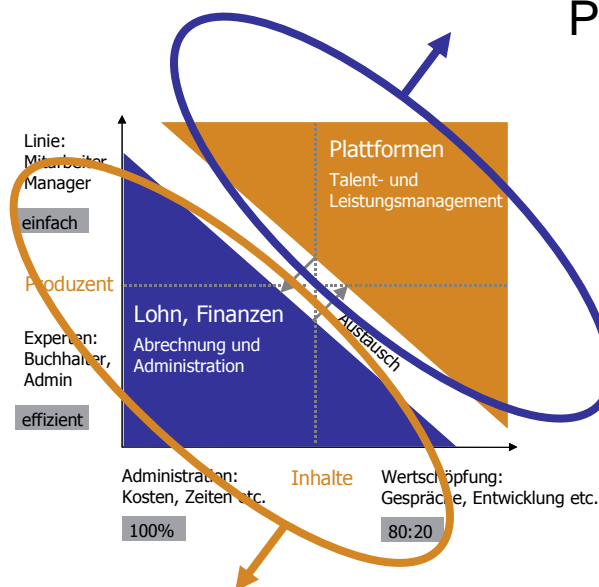 P
Linie:
Mitarbeiter
Manager
einfach
Produzent
Experten:
Buchhalter,
Admin
effizient
Plattformen
Talent- und
Leistungsmanagement
Lohn, Finanzen
Abrechnung und
Administration
Austausch
Administration:
Kosten, Zeiten etc.
100%
Inhalte
Wertschöpfung:
Gespräche, Entwicklung etc.
80:20